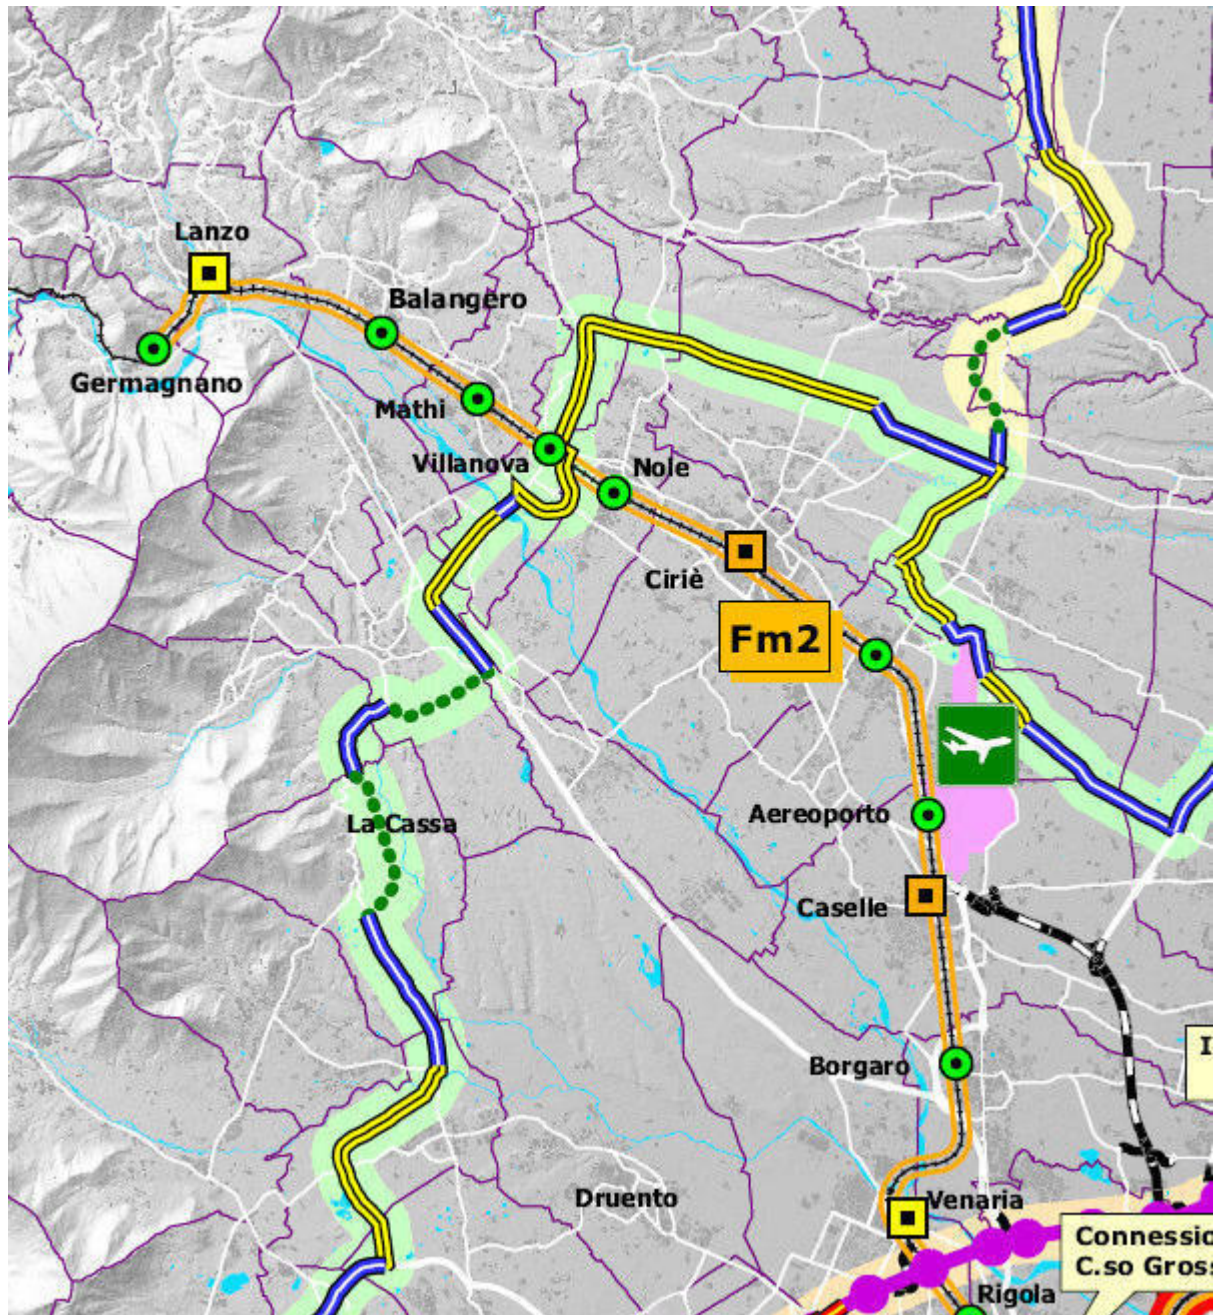 Lanzo
Balangero
Germagnano
Mathi
Villanova
Nole
Ciriè
Fm2
Aereoporto
La Cassa
Caselle
I
Borgaro
Druento
Venaria
Connessio
C.so Gross
Rigola